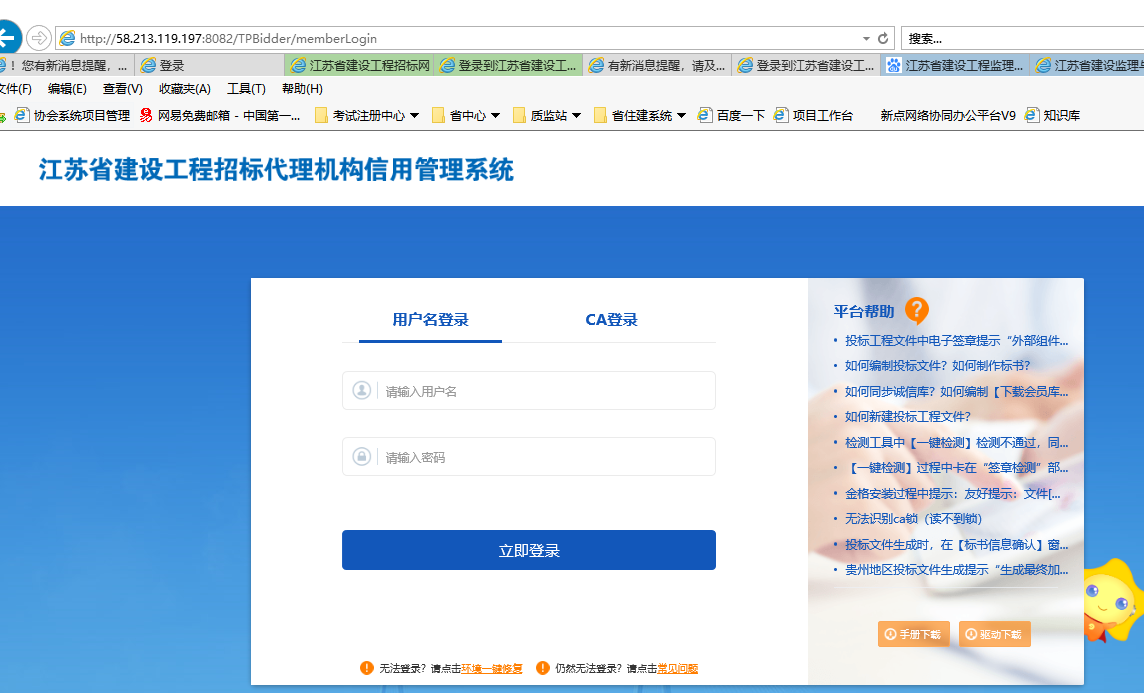 http://58.213.119.197:8082/TPBidder/memberLogin
搜索...
！您有新消息提醒，...
登录
江苏省建设工程招标网
登录到江苏省建设工...
有新消息提醒，请及...
登录到江苏省建设工...
江苏省建设工程监理...
江苏省建设监理
文件(F) 编辑(E) 查看(V) 收藏夹(A) 工具(T) 帮助(H)
协会系统项目管理 网易免费邮箱 - 中国第一... 考试注册中心 省中心 质监站 省住建系统 百度一下 项目工作台 新点网络协同办公平台V9 知识库
江苏省建设工程招标代理机构信用管理系统
用户名登录
CA登录
请输入用户名
请输入密码
立即登录
无法登录？请点击环境一键修复
仍然无法登录？请点击常见问题
平台帮助
投标工程文件中电子签章提示“外部组件...
如何编制投标文件？如何制作标书？
如何同步诚信库？如何编制【下载会员库...
如何新建投标工程文件？
检测工具中【一键检测】检测不通过，同...
【一键检测】过程中卡在“签章检测”部...
金格安装过程中提示：友好提示：文件[...
无法识别ca锁（读不到锁）
投标文件生成时，在【标书信息确认】窗...
贵州地区投标文件生成提示“生成最终加...
手册下载
驱动下载